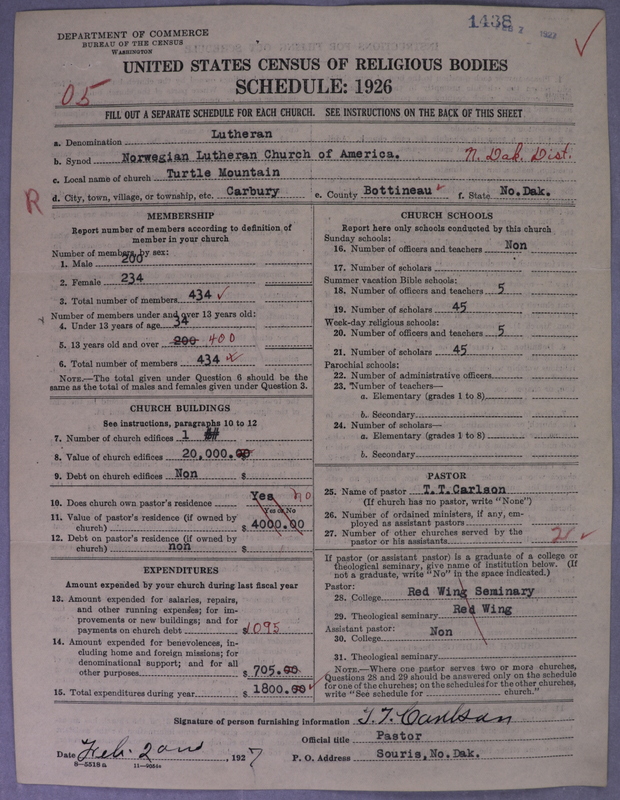 1438
FEB 2 1927
DEPARTMENT OF COMMERCE
BUREAU OF THE CENSUS
WASHINGTON
UNITED STATES CENSUS OF RELIGIOUS BODIES
SCHEDULE: 1926
05
FILL OUT A SEPARATE SCHEDULE FOR EACH CHURCH. SEE INSTRUCTIONS ON THE BACK OF THIS SHEET
a. Denomination Lutheran
b. Synod Norwegian Lutheran Church of America. N. Dak. Dist.
c. Local name of church Turtle Mountain
R
d. City, town, village, or township, etc. Carbury e. County Bottineau f. State No.Dak.
MEMBERSHIP
Report number of members according to definition of
member in your church
Number of members by sex:
1. Male 200
2. Female 234
3. Total number of members 434
Number of members under and over 13 years old:
4. Under 13 years of age 34
5. 13 years old and over 200 400
6. Total number of members 434
NOTE.—The total given under Question 6 should be the
same as the total of males and females given under Question 3.
CHURCH BUILDINGS
See instructions, paragraphs 10 to 12
7. Number of church edifices 1
8. Value of church edifices $ 20,000.00
9. Debt on church edifices Non $
10. Does church own pastor's residence Yes no
Yes or No
11. Value of pastor's residence (if owned by
church) $ 4000.00
12. Debt on pastor's residence (if owned by
church) non $
EXPENDITURES
Amount expended by your church during last fiscal year
13. Amount expended for salaries, repairs,
and other running expenses; for im-
provements or new buildings; and for
payments on church debt $ 1095
14. Amount expended for benevolences, in-
cluding home and foreign missions; for
denominational support; and for all
other purposes $ 705.00
15. Total expenditures during year $ 1800.00
CHURCH SCHOOLS
Report here only schools conducted by this church
Sunday schools:
16. Number of officers and teachers Non
17. Number of scholars
Summer vacation Bible schools:
18. Number of officers and teachers 5
19. Number of scholars 45
Week-day religious schools:
20. Number of officers and teachers 5
21. Number of scholars 45
Parochial schools:
22. Number of administrative officers
23. Number of teachers—
a. Elementary (grades 1 to 8)
b. Secondary
24. Number of scholars—
a. Elementary (grades 1 to 8)
b. Secondary
PASTOR
25. Name of pastor T.T.Carlson
(If church has no pastor, write "None")
26. Number of ordained ministers, if any, em-
ployed as assistant pastors
27. Number of other churches served by the
pastor or his assistants 2
If pastor (or assistant pastor) is a graduate of a college or
theological seminary, give name of institution below. (If
not a graduate, write "No" in the space indicated.)
Pastor:
28. College Red Wing Seminary
29. Theological seminary Red Wing
Assistant pastor:
30. College Non
31. Theological seminary
NOTE.—Where one pastor serves two or more churches,
Questions 28 and 29 should be answered only on the schedule
for one of the churches; on the schedules for the other churches,
write "See schedule for church."
Signature of person furnishing information T. T. Carlson
Official title Pastor
Date Feb. 2nd, 1927 P. O. Address Souris, No.Dak.
8—5518a 11—9054